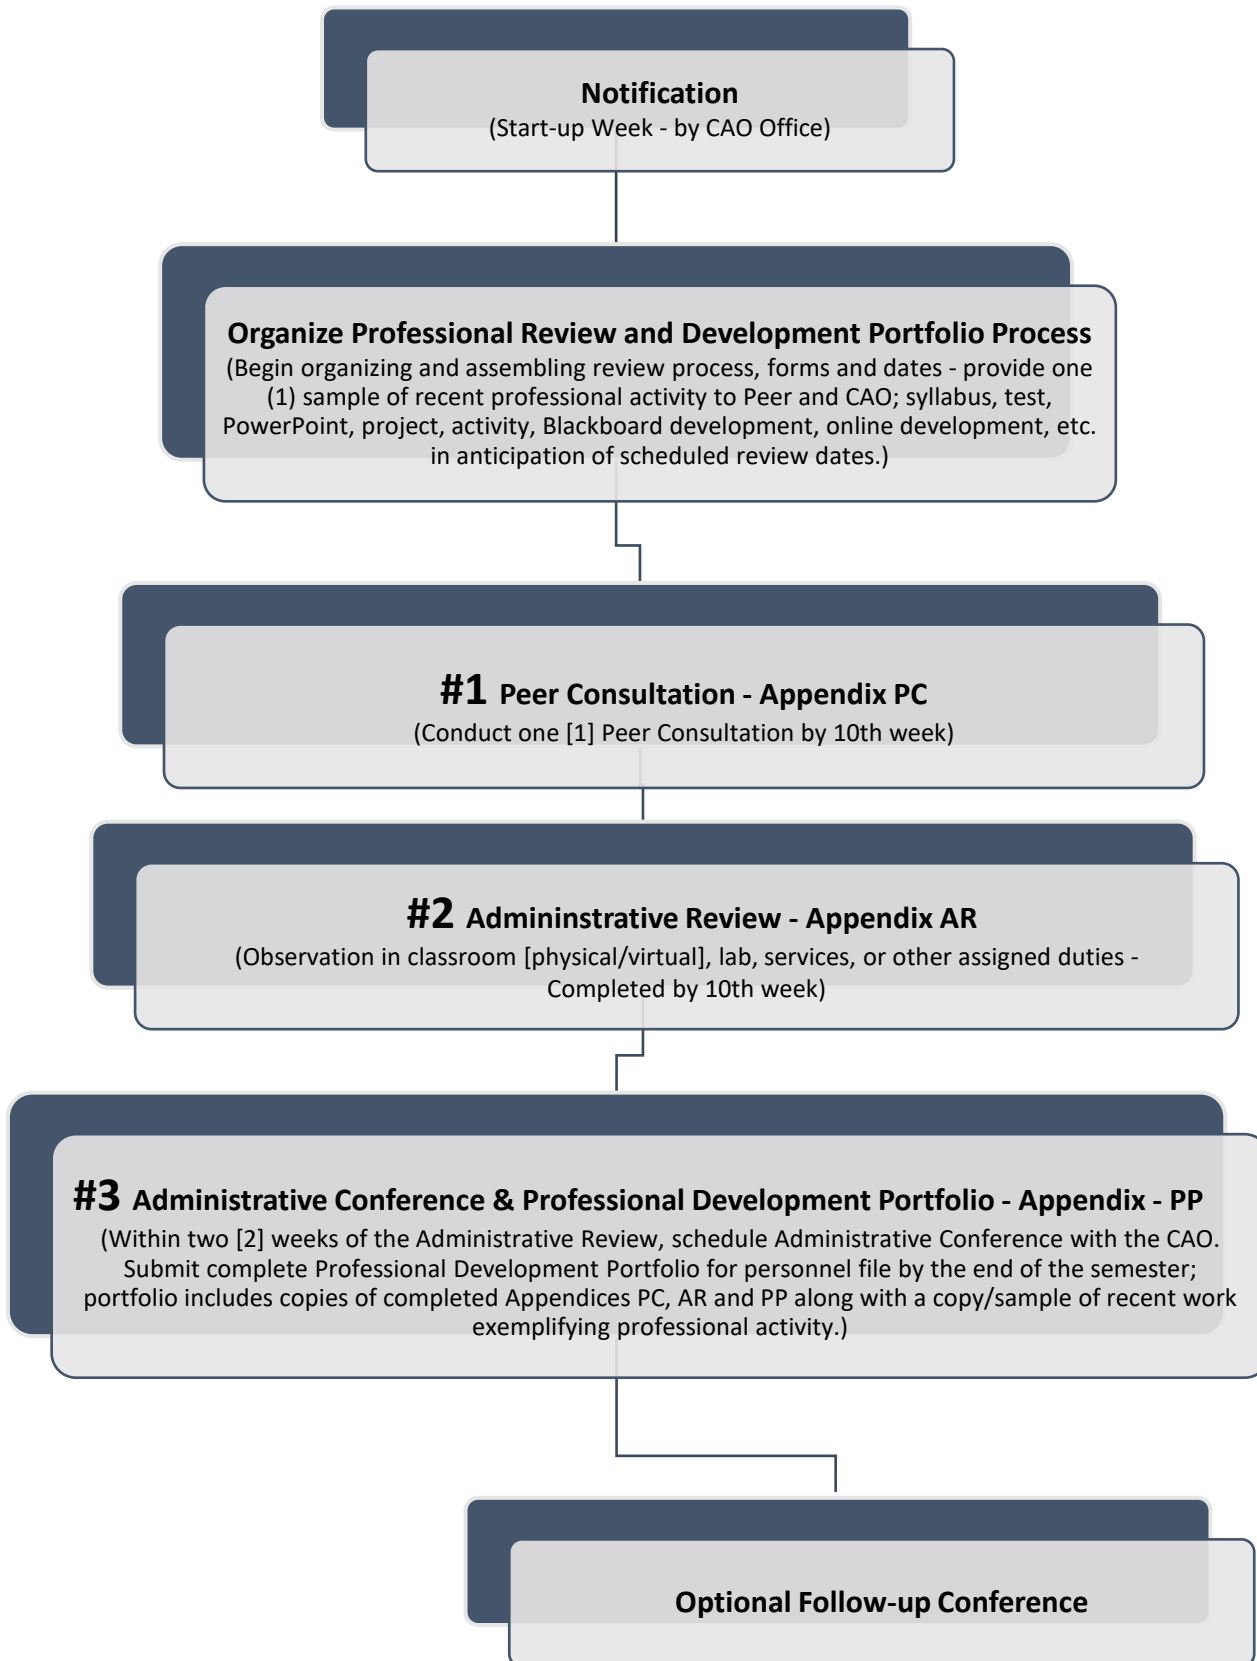 Notification
(Start-up Week - by CAO Office)
Organize Professional Review and Development Portfolio Process
(Begin organizing and assembling review process, forms and dates - provide one
(1) sample of recent professional activity to Peer and CAO; syllabus, test,
PowerPoint, project, activity, Blackboard development, online development, etc.
in anticipation of scheduled review dates.)
#1 Peer Consultation - Appendix PC
(Conduct one [1] Peer Consultation by 10th week)
#2 Admininstrative Review - Appendix AR
(Observation in classroom [physical/virtual], lab, services, or other assigned duties -
Completed by 10th week)
#3 Administrative Conference & Professional Development Portfolio - Appendix - PP
(Within two [2] weeks of the Administrative Review, schedule Administrative Conference with the CAO.
Submit complete Professional Development Portfolio for personnel file by the end of the semester;
portfolio includes copies of completed Appendices PC, AR and PP along with a copy/sample of recent work
exemplifying professional activity.)
Optional Follow-up Conference